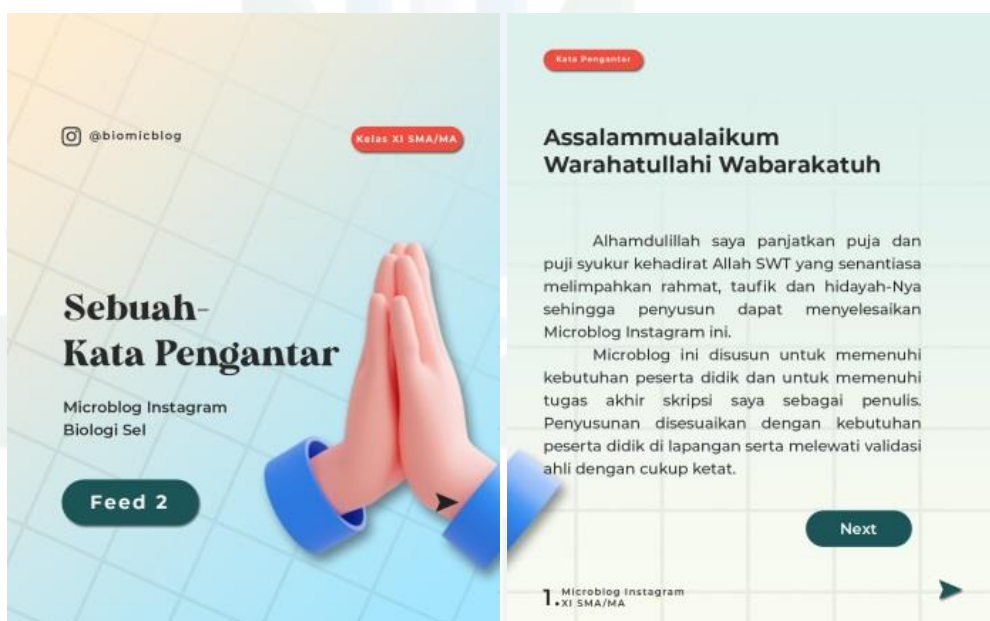 @biomicblog
Kelas XI SMA/MA
Sebuah-
Kata Pengantar
Microblog Instagram
Biologi Sel
Feed 2
Kata Pengantar
Assalammualaikum
Warahatullahi Wabarakatuh
Alhamdulillah saya panjatkan puja dan
puji syukur kehadirat Allah SWT yang senantiasa
melimpahkan rahmat, taufik dan hidayah-Nya
sehingga penyusun dapat menyelesaikan
Microblog Instagram ini.
Microblog ini disusun untuk memenuhi
kebutuhan peserta didik dan untuk memenuhi
tugas akhir skripsi saya sebagai penulis.
Penyusunan disesuaikan dengan kebutuhan
peserta didik di lapangan serta melewati validasi
ahli dengan cukup ketat.
Next
1. Microblog Instagram
XI SMA/MA